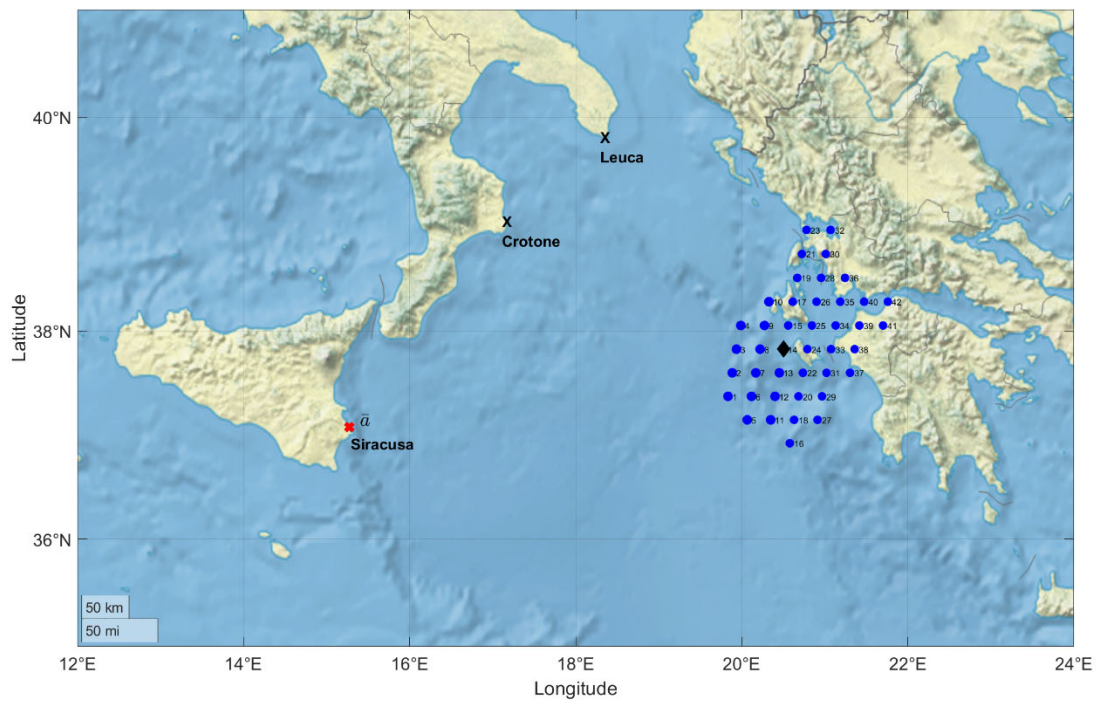 40°N
Leuca
Crotone
23 32
21 30
19 28 36
10 17 26 35 40 42
38°N
4 9 15 25 34 39 41
3 8 14 24 33 38
2 7 13 22 31 37
1 6 12 20 29
5 11 18 27
16
ā
Siracusa
36°N
50 km
50 mi
12°E 14°E 16°E 18°E 20°E 22°E 24°E
Longitude
Latitude